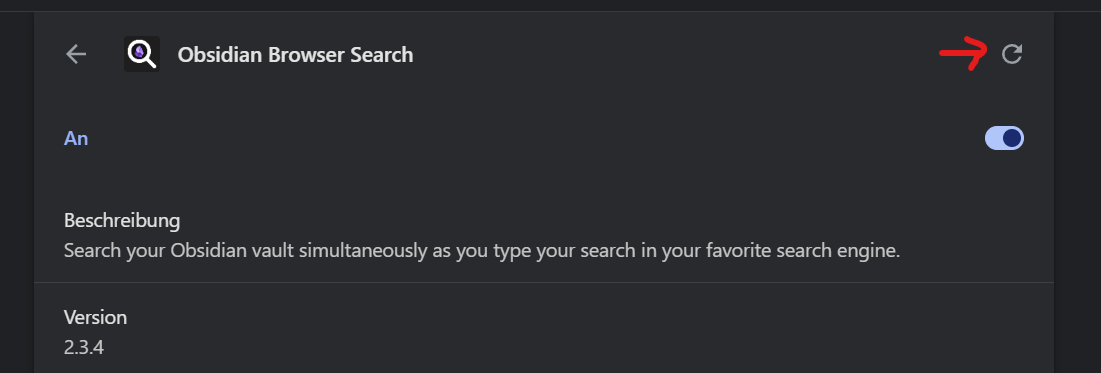 Obsidian Browser Search
An
Beschreibung
Search your Obsidian vault simultaneously as you type your search in your favorite search engine.
Version
2.3.4